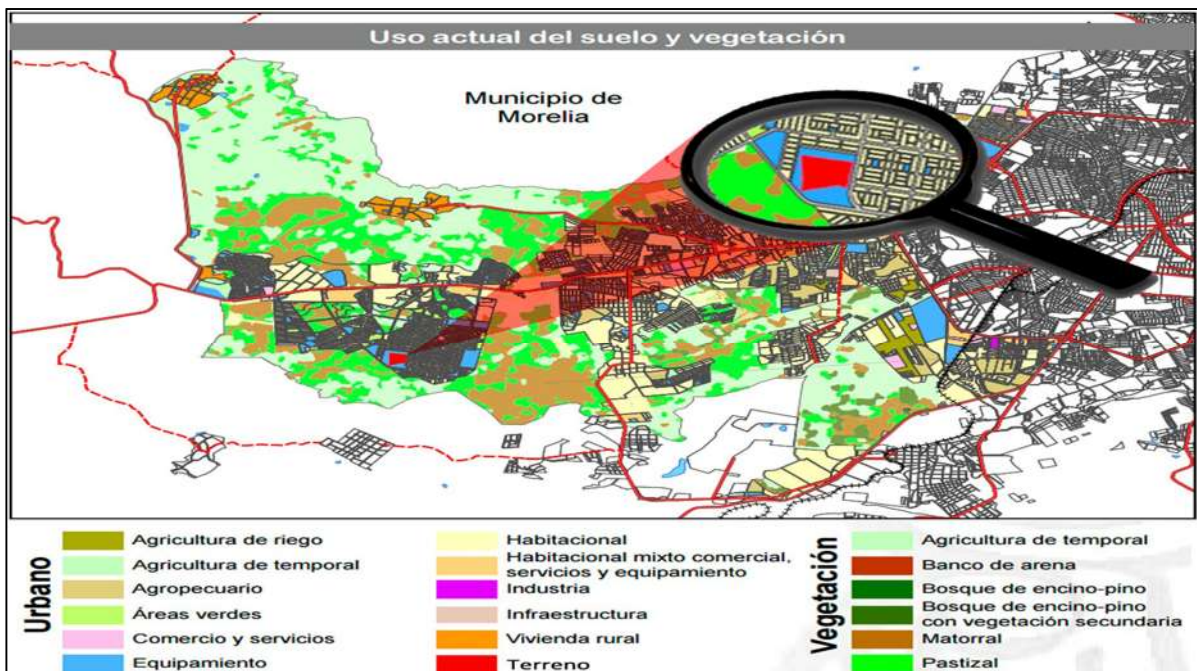 Uso actual del suelo y vegetación
Municipio de
Morelia
Urbano
Agricultura de riego
Agricultura de temporal
Agropecuario
Áreas verdes
Comercio y servicios
Equipamiento
Habitacional
Habitacional mixto comercial,
servicios y equipamiento
Industria
Infraestructura
Vivienda rural
Terreno
Vegetación
Agricultura de temporal
Banco de arena
Bosque de encino-pino
Bosque de encino-pino
con vegetación secundaria
Matorral
Pastizal